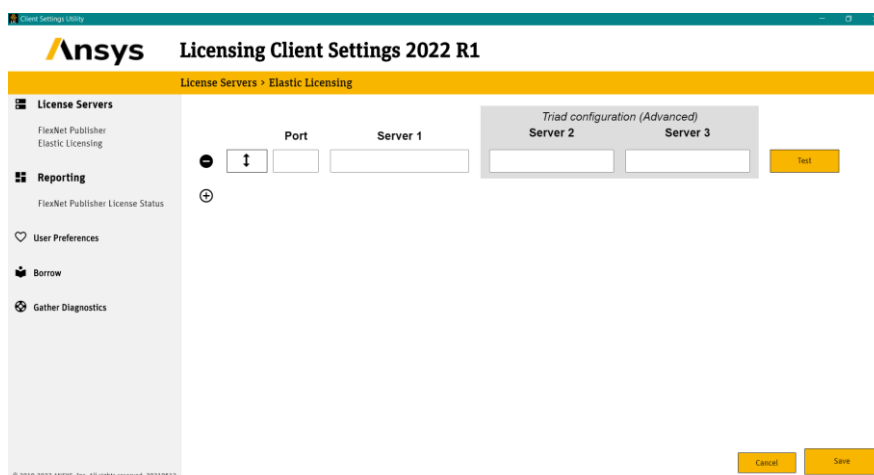 Client Settings Utility
Ansys
Licensing Client Settings 2022 R1
License Servers > Elastic Licensing
License Servers
FlexNet Publisher
Elastic Licensing
Reporting
FlexNet Publisher License Status
User Preferences
Borrow
Gather Diagnostics
Triad configuration (Advanced)
Port Server 1 Server 2 Server 3
Test
Cancel Save